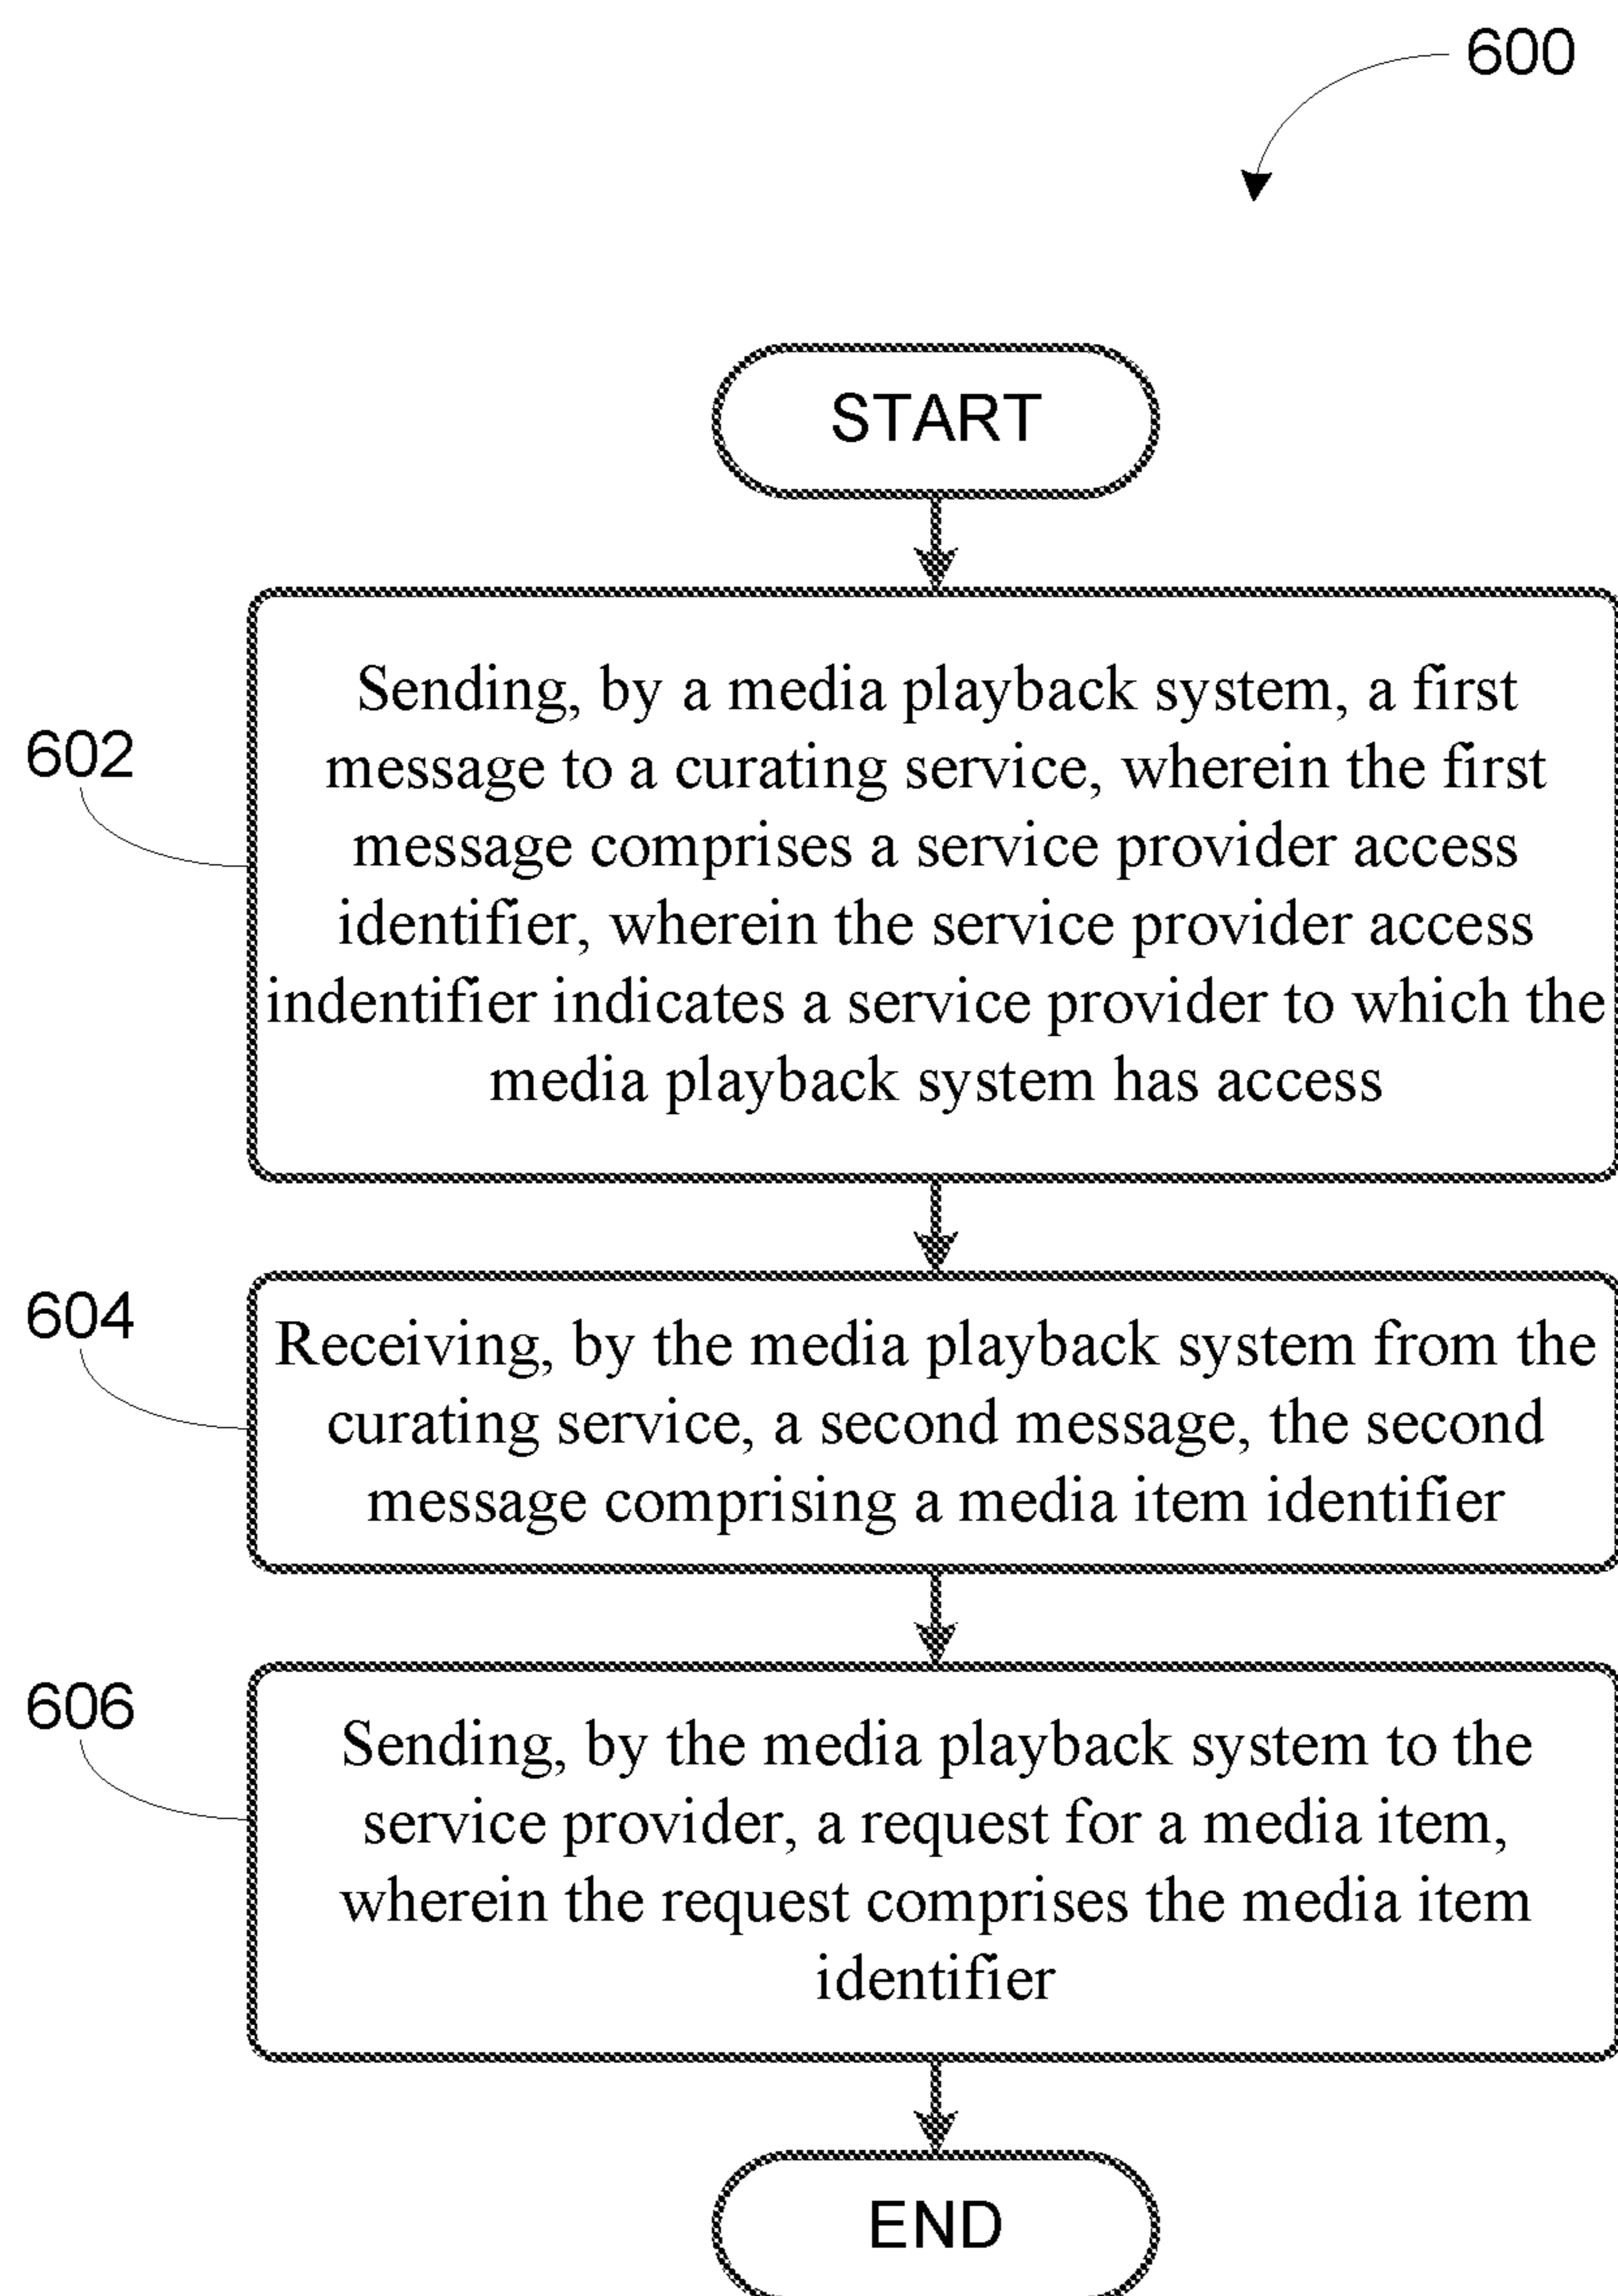 600
START
602
Sending, by a media playback system, a first
message to a curating service, wherein the first
message comprises a service provider access
identifier, wherein the service provider access
indentifier indicates a service provider to which the
media playback system has access
604
Receiving, by the media playback system from the
curating service, a second message, the second
message comprising a media item identifier
606
Sending, by the media playback system to the
service provider, a request for a media item,
wherein the request comprises the media item
identifier
END